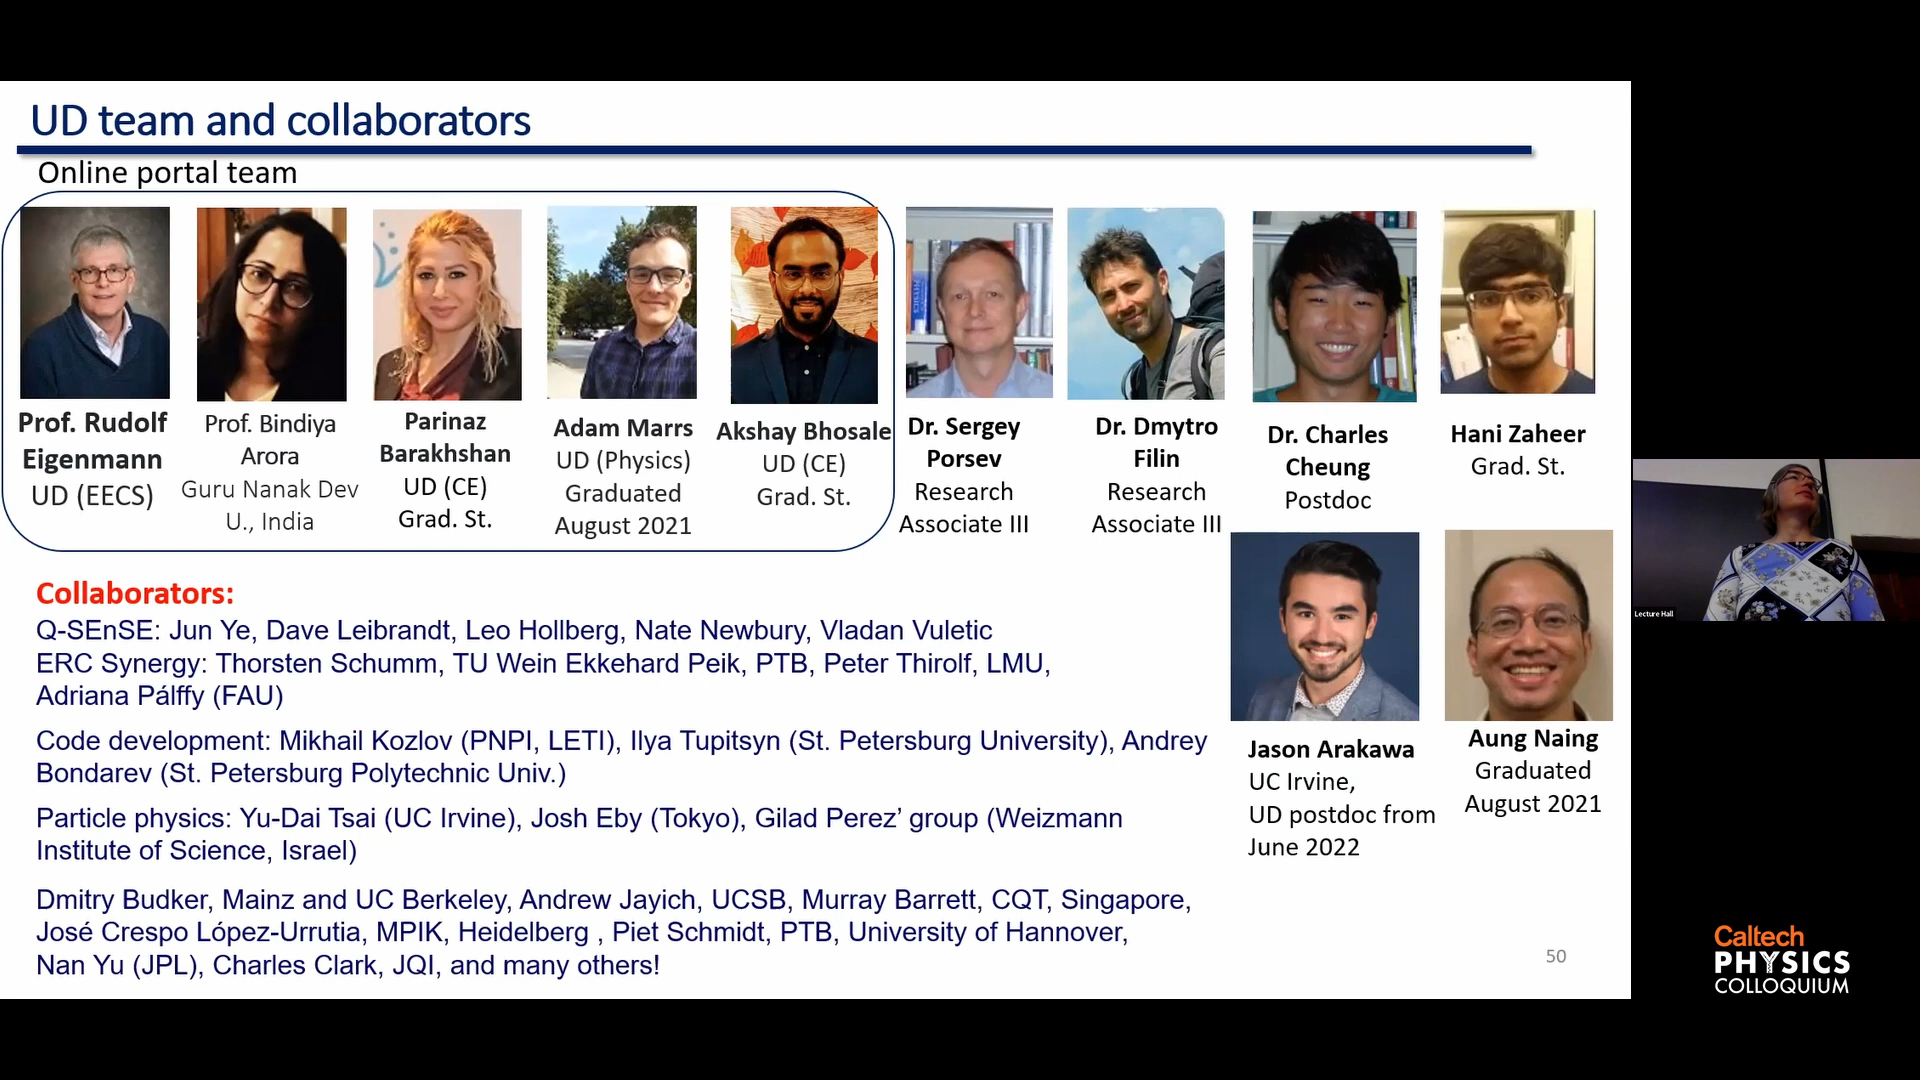 UD team and collaborators
Online portal team
Prof. Rudolf
Eigenmann
UD (EECS)
Prof. Bindiya
Arora
Guru Nanak Dev
U., India
Parinaz
Barakhshan
UD (CE)
Grad. St.
Adam Marrs
UD (Physics)
Graduated
August 2021
Akshay Bhosale
UD (CE)
Grad. St.
Dr. Sergey
Porsev
Research
Associate III
Dr. Dmytro
Filin
Research
Associate III
Dr. Charles
Cheung
Postdoc
Hani Zaheer
Grad. St.
Jason Arakawa
UC Irvine,
UD postdoc from
June 2022
Aung Naing
Graduated
August 2021
Collaborators:
Q-SEnSE: Jun Ye, Dave Leibrandt, Leo Hollberg, Nate Newbury, Vladan Vuletic
ERC Synergy: Thorsten Schumm, TU Wein Ekkehard Peik, PTB, Peter Thirolf, LMU,
Adriana Pálffy (FAU)
Code development: Mikhail Kozlov (PNPI, LETI), Ilya Tupitsyn (St. Petersburg University), Andrey
Bondarev (St. Petersburg Polytechnic Univ.)
Particle physics: Yu-Dai Tsai (UC Irvine), Josh Eby (Tokyo), Gilad Perez’ group (Weizmann
Institute of Science, Israel)
Dmitry Budker, Mainz and UC Berkeley, Andrew Jayich, UCSB, Murray Barrett, CQT, Singapore,
José Crespo López-Urrutia, MPIK, Heidelberg , Piet Schmidt, PTB, University of Hannover,
Nan Yu (JPL), Charles Clark, JQI, and many others!
50
Lecture Hall
Caltech
PHYSICS
COLLOQUIUM